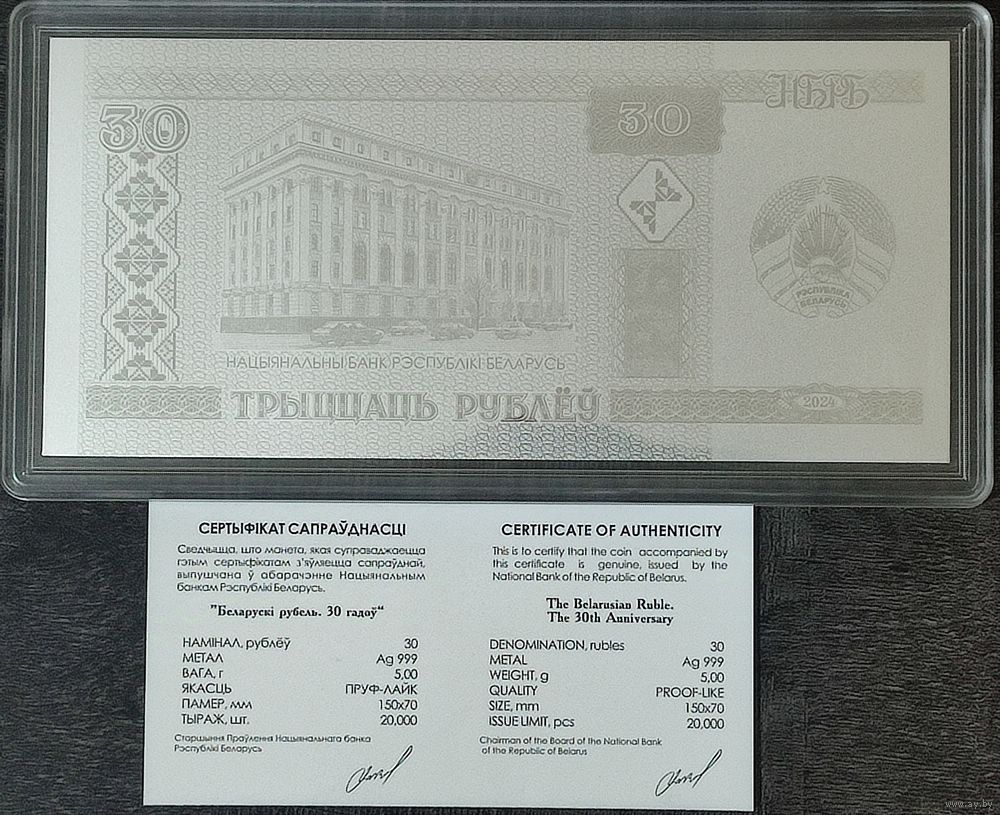 30
30
НБРБ
РЭСПУБЛІКА
БЕЛАРУСЬ
НАЦЫЯНАЛЬНЫ БАНК РЭСПУБЛІКІ БЕЛАРУСЬ
ТРЫЦЦАЦЬ РУБЛЁЎ
2024
СЕРТЫФІКАТ САПРАЎДНАСЦІ
Сведчыцца, што манета, якая суправаджаецца
гэтым сертыфікатам з'яўляецца сапраўднай,
выпушчана ў абарачэнне Нацыянальным
банкам Рэспублікі Беларусь.
"Беларускі рубель. 30 гадоў"
НАМІНАЛ, рублёў 30
МЕТАЛ Ag 999
ВАГА, г 5,00
ЯКАСЦЬ ПРУФ-ЛАЙК
ПАМЕР, мм 150х70
ТЫРАЖ, шт. 20,000
Старшыня Праўлення Нацыянальнага банка
Рэспублікі Беларусь
CERTIFICATE OF AUTHENTICITY
This is to certify that the coin accompanied by
this certificate is genuine, issued by the
National Bank of the Republic of Belarus.
The Belarusian Ruble.
The 30th Anniversary
DENOMINATION, rubles 30
METAL Ag 999
WEIGHT, g 5,00
QUALITY PROOF-LIKE
SIZE, mm 150x70
ISSUE LIMIT, pcs 20,000
Chairman of the Board of the National Bank
of the Republic of Belarus
www.ay.by